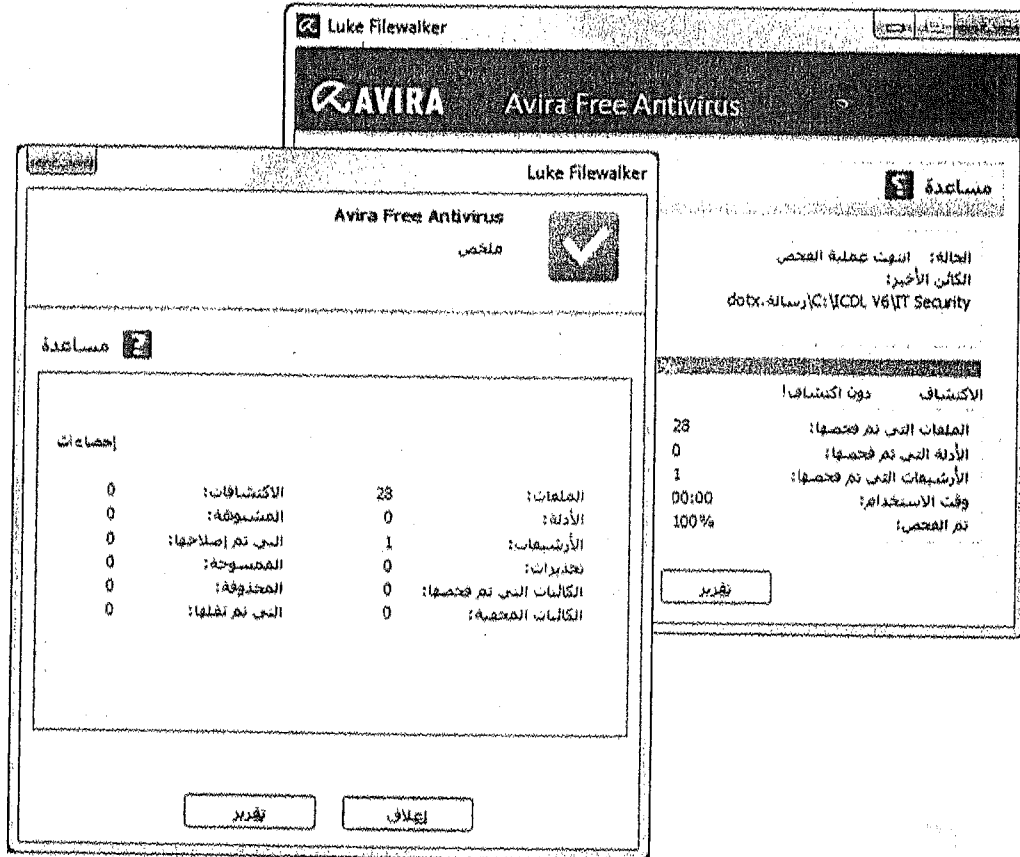 Luke Filewalker
AVIRA Avira Free Antivirus
مساعدة
الحالة: انتهت عملية الفحص
الكائن الأخير:
C:\ICDL V6\IT Security\رسالة.dotx
الاكتشاف دون اكتشاف!
الملفات التي تم فحصها: 28
الأدلة التي تم فحصها: 0
الأرشيفات التي تم فحصها: 1
وقت الاستخدام: 00:00
تم الفحص: 100%
تقرير
Luke Filewalker
Avira Free Antivirus
ملخص
مساعدة
إحصاءات
الملفات: 28 الاكتشافات: 0
الأدلة: 0 المشبوهة: 0
الأرشيفات: 1 التي تم إصلاحها: 0
تحذيرات: 0 الممسوحة: 0
الكائنات التي تم فحصها: 0 المحذوفة: 0
الكائنات المخفية: 0 التي تم نقلها: 0
إغلاق
تقرير